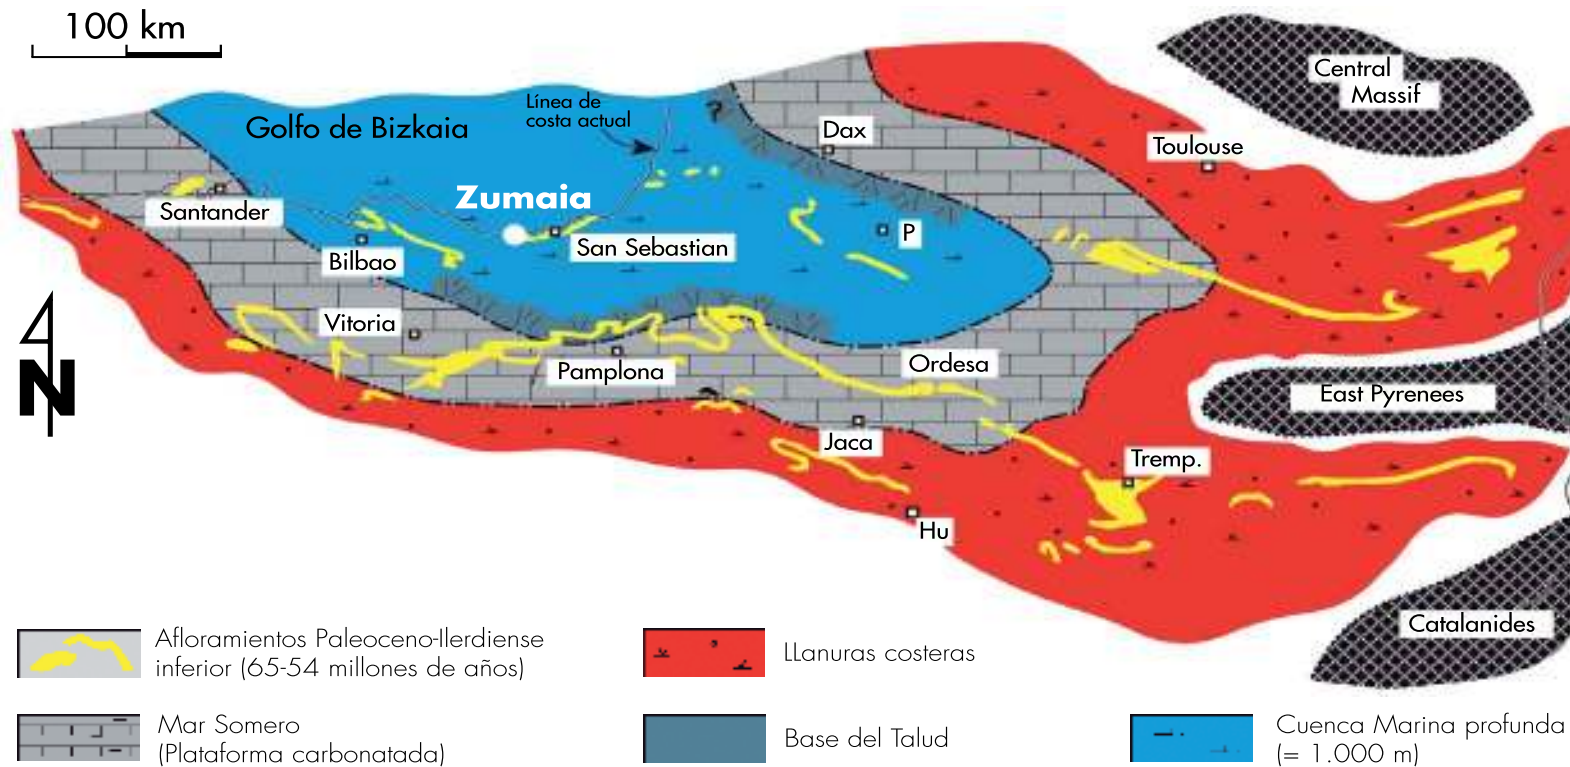 100 km
Central
Massif
Golfo de Bizkaia
Línea de
costa actual
?
Dax
Toulouse
Zumaia
Santander
San Sebastian
P
Bilbao
Vitoria
Pamplona
Ordesa
N
East Pyrenees
Jaca
Tremp.
Hu
Catalanides
Afloramientos Paleoceno-Ilerdiense
inferior (65-54 millones de años)
LLanuras costeras
Mar Somero
(Plataforma carbonatada)
Base del Talud
Cuenca Marina profunda
(= 1.000 m)